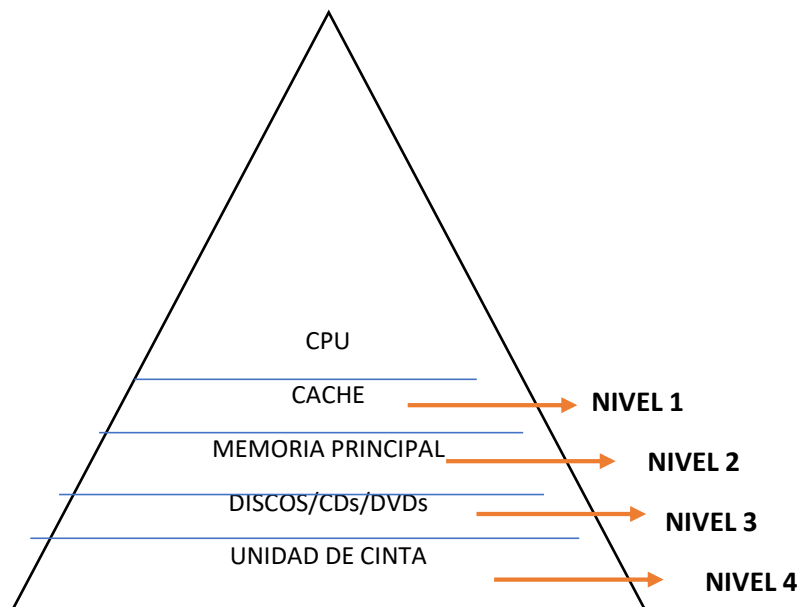 CPU
CACHE
NIVEL 1
MEMORIA PRINCIPAL
NIVEL 2
DISCOS/CDs/DVDs
NIVEL 3
UNIDAD DE CINTA
NIVEL 4